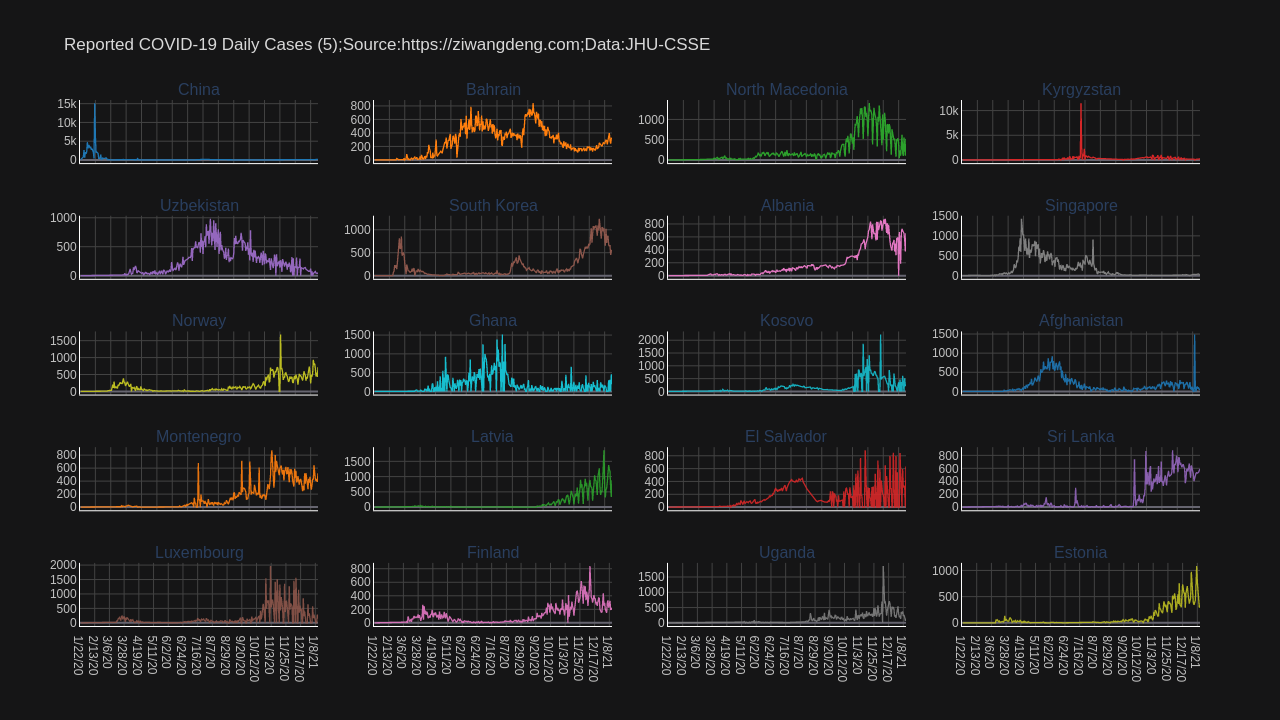 Reported COVID-19 Daily Cases (5);Source:https://ziwangdeng.com;Data:JHU-CSSE
China Bahrain North Macedonia Kyrgyzstan
15k 10k 5k 0
800 600 400 200 0
1000 500 0
10k 5k 0
Uzbekistan South Korea Albania Singapore
1000 500 0
1000 500 0
800 600 400 200 0
1500 1000 500 0
Norway Ghana Kosovo Afghanistan
1500 1000 500 0
1500 1000 500 0
2000 1500 1000 500 0
1500 1000 500 0
Montenegro Latvia El Salvador Sri Lanka
800 600 400 200 0
1500 1000 500 0
800 600 400 200 0
800 600 400 200 0
Luxembourg Finland Uganda Estonia
2000 1500 1000 500 0
800 600 400 200 0
1500 1000 500 0
1000 500 0
1/22/20 2/13/20 3/6/20 3/28/20 4/19/20 5/11/20 6/2/20 6/24/20 7/16/20 8/7/20 8/29/20 9/20/20 10/12/20 11/3/20 11/25/20 12/17/20 1/8/21
1/22/20 2/13/20 3/6/20 3/28/20 4/19/20 5/11/20 6/2/20 6/24/20 7/16/20 8/7/20 8/29/20 9/20/20 10/12/20 11/3/20 11/25/20 12/17/20 1/8/21
1/22/20 2/13/20 3/6/20 3/28/20 4/19/20 5/11/20 6/2/20 6/24/20 7/16/20 8/7/20 8/29/20 9/20/20 10/12/20 11/3/20 11/25/20 12/17/20 1/8/21
1/22/20 2/13/20 3/6/20 3/28/20 4/19/20 5/11/20 6/2/20 6/24/20 7/16/20 8/7/20 8/29/20 9/20/20 10/12/20 11/3/20 11/25/20 12/17/20 1/8/21